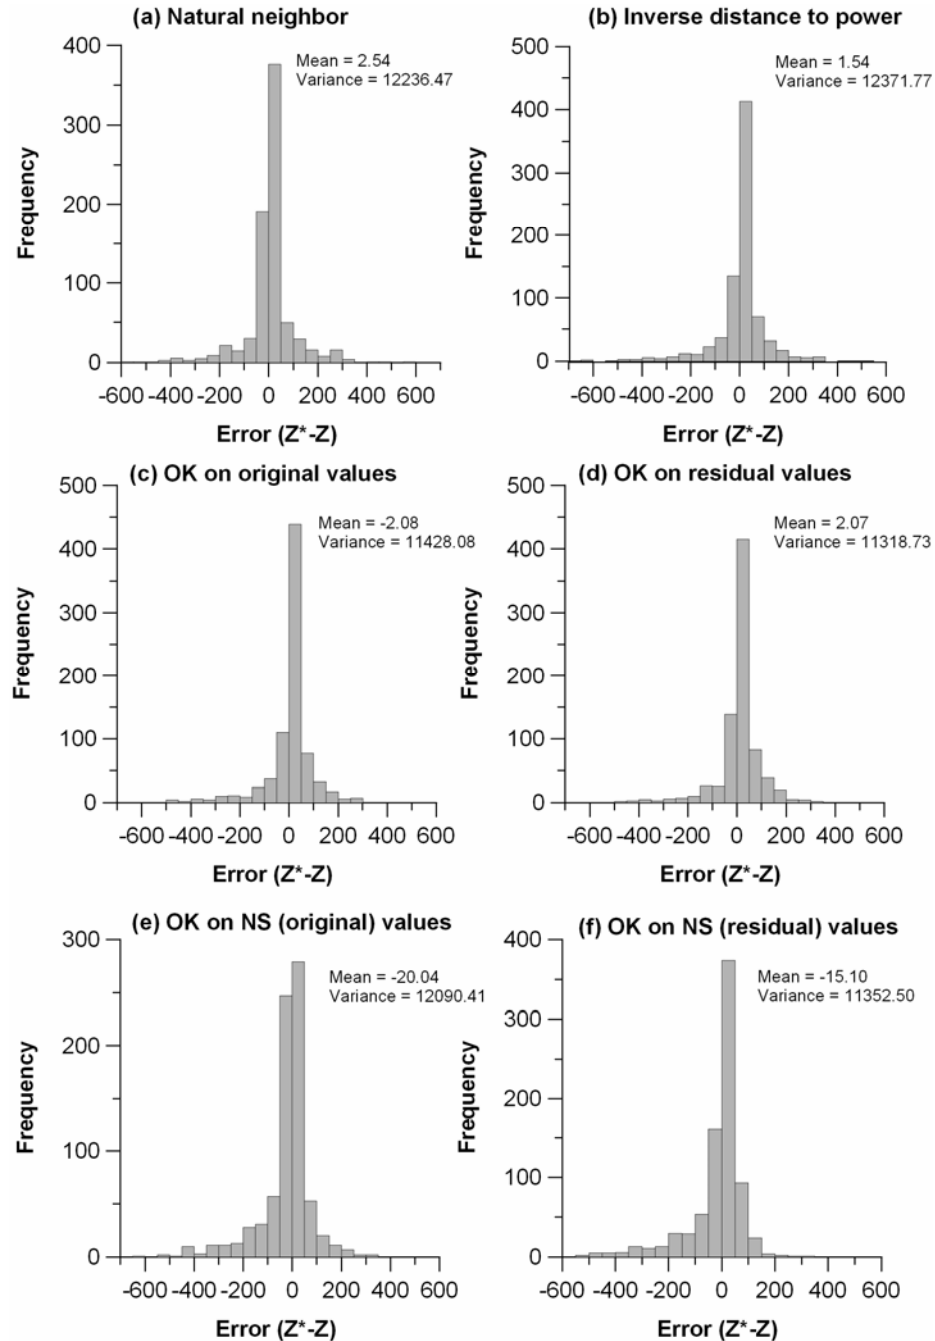 (a) Natural neighbor
Mean = 2.54
Variance = 12236.47
400
300
200
100
0
Frequency
-600 -400 -200 0 200 400 600
Error (Z*-Z)
(b) Inverse distance to power
Mean = 1.54
Variance = 12371.77
500
400
300
200
100
0
Frequency
-600 -400 -200 0 200 400 600
Error (Z*-Z)
(c) OK on original values
Mean = -2.08
Variance = 11428.08
500
400
300
200
100
0
Frequency
-600 -400 -200 0 200 400 600
Error (Z*-Z)
(d) OK on residual values
Mean = 2.07
Variance = 11318.73
500
400
300
200
100
0
Frequency
-600 -400 -200 0 200 400 600
Error (Z*-Z)
(e) OK on NS (original) values
Mean = -20.04
Variance = 12090.41
300
200
100
0
Frequency
-600 -400 -200 0 200 400 600
Error (Z*-Z)
(f) OK on NS (residual) values
Mean = -15.10
Variance = 11352.50
400
300
200
100
0
Frequency
-600 -400 -200 0 200 400 600
Error (Z*-Z)